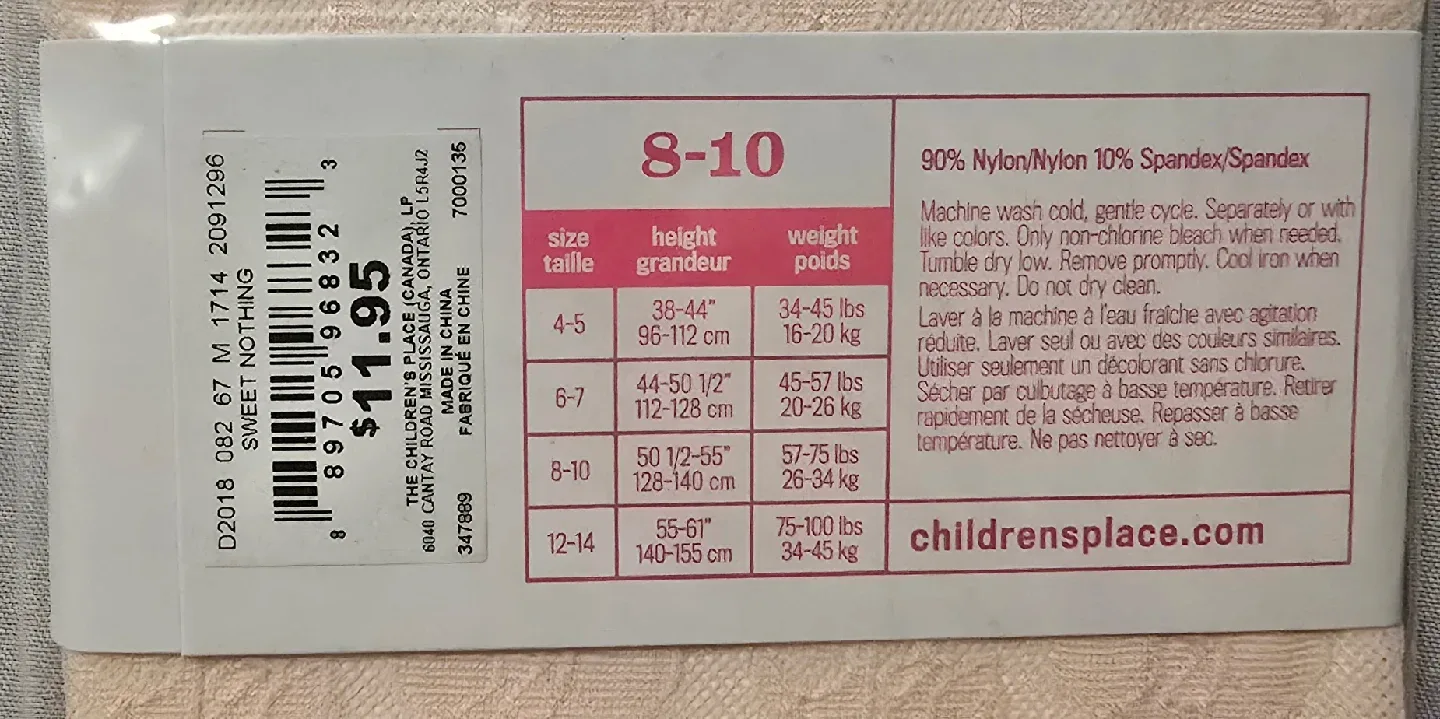 D2018 082 67 M 1714 2091296
SWEET NOTHING
8 89705 96832 3
$11.95
THE CHILDREN'S PLACE (CANADA), LP
6040 CANTAY ROAD MISSISSAUGA, ONTARIO L5R4J2
MADE IN CHINA
FABRIQUÉ EN CHINE
347889 7000135
8-10
size height weight
taille grandeur poids
4-5 38-44" 34-45 lbs
96-112 cm 16-20 kg
6-7 44-50 1/2" 45-57 lbs
112-128 cm 20-26 kg
8-10 50 1/2-55" 57-75 lbs
128-140 cm 26-34 kg
12-14 55-61" 75-100 lbs
140-155 cm 34-45 kg
90% Nylon/Nylon 10% Spandex/Spandex
Machine wash cold, gentle cycle. Separately or with
like colors. Only non-chlorine bleach when needed.
Tumble dry low. Remove promptly. Cool iron when
necessary. Do not dry clean.
Laver à la machine à l'eau fraîche avec agitation
réduite. Laver seul ou avec des couleurs similaires.
Utiliser seulement un décolorant sans chlorure.
Sécher par culbutage à basse température. Retirer
rapidement de la sécheuse. Repasser à basse
température. Ne pas nettoyer à sec.
childrensplace.com